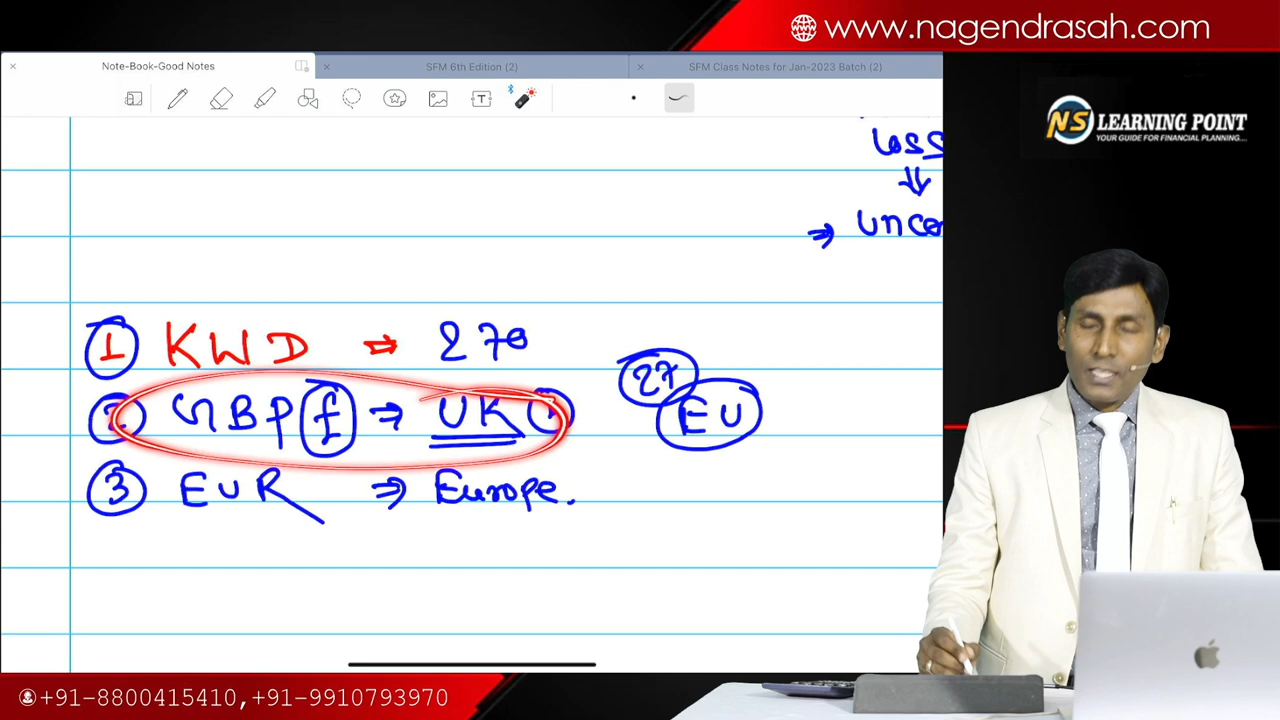 www.nagendrasah.com
Note-Book-Good Notes
SFM 6th Edition (2)
SFM Class Notes for Jan-2023 Batch (2)
NS LEARNING POINT
YOUR GUIDE FOR FINANCIAL PLANNING....
Loss
⇓
⇒
1 KWD ⇒ 270
2 GBP £ ⇒ UK
27
EU
3 EUR ⇒ Europe.
+91-8800415410,+91-9910793970